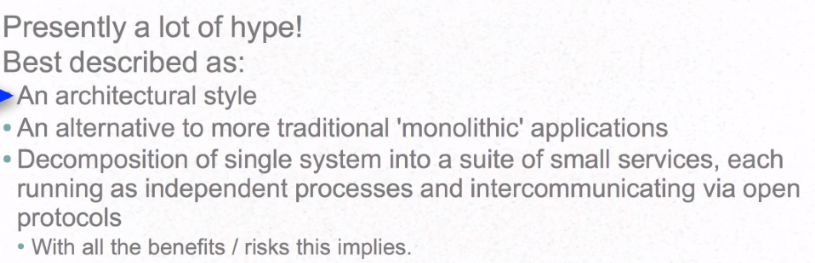 Presently a lot of hype!
Best described as:
An architectural style
• An alternative to more traditional 'monolithic' applications
• Decomposition of single system into a suite of small services, each
running as independent processes and intercommunicating via open
protocols
• With all the benefits / risks this implies.